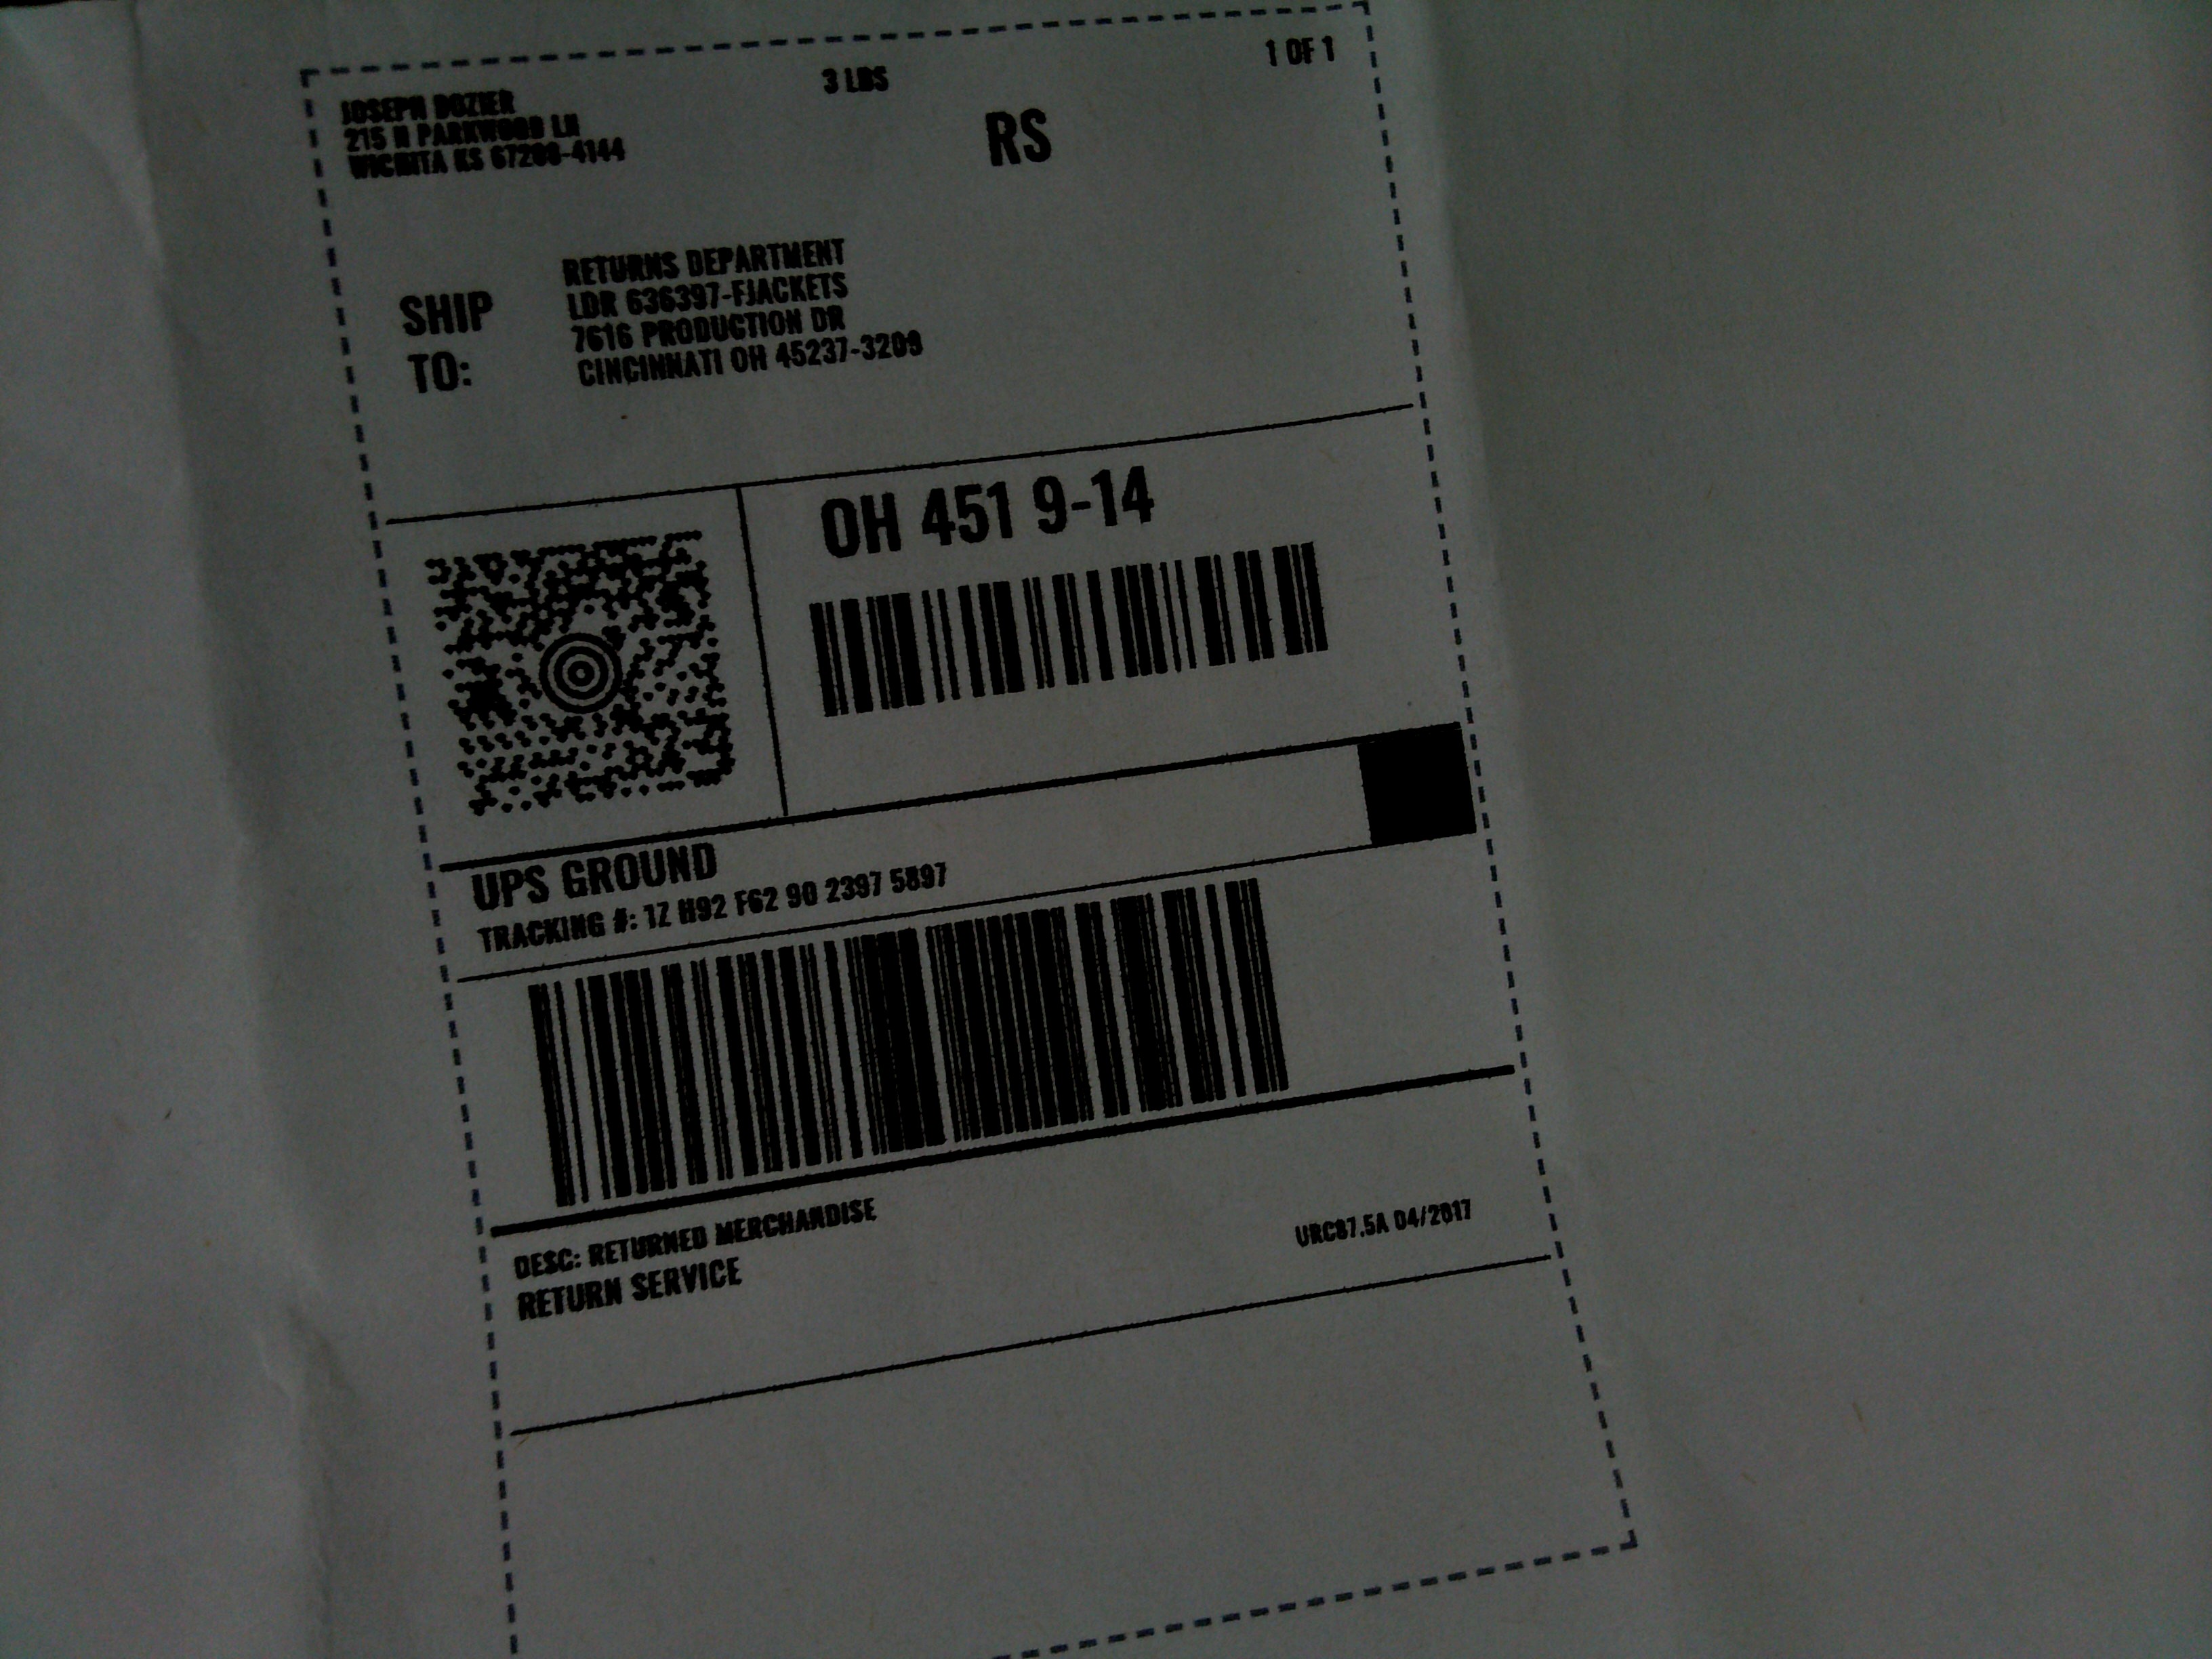 JOSEPH DOZIER
215 N PARKWOOD LN
WICHITA KS 67208-4144
3 LBS
1 OF 1
RS
SHIP TO:
RETURNS DEPARTMENT
LDR 636397-FJACKETS
7616 PRODUCTION DR
CINCINNATI OH 45237-3209
OH 451 9-14
UPS GROUND
TRACKING #: 1Z H92 F62 90 2397 5897
DESC: RETURNED MERCHANDISE
RETURN SERVICE
URC87.5A 04/2017